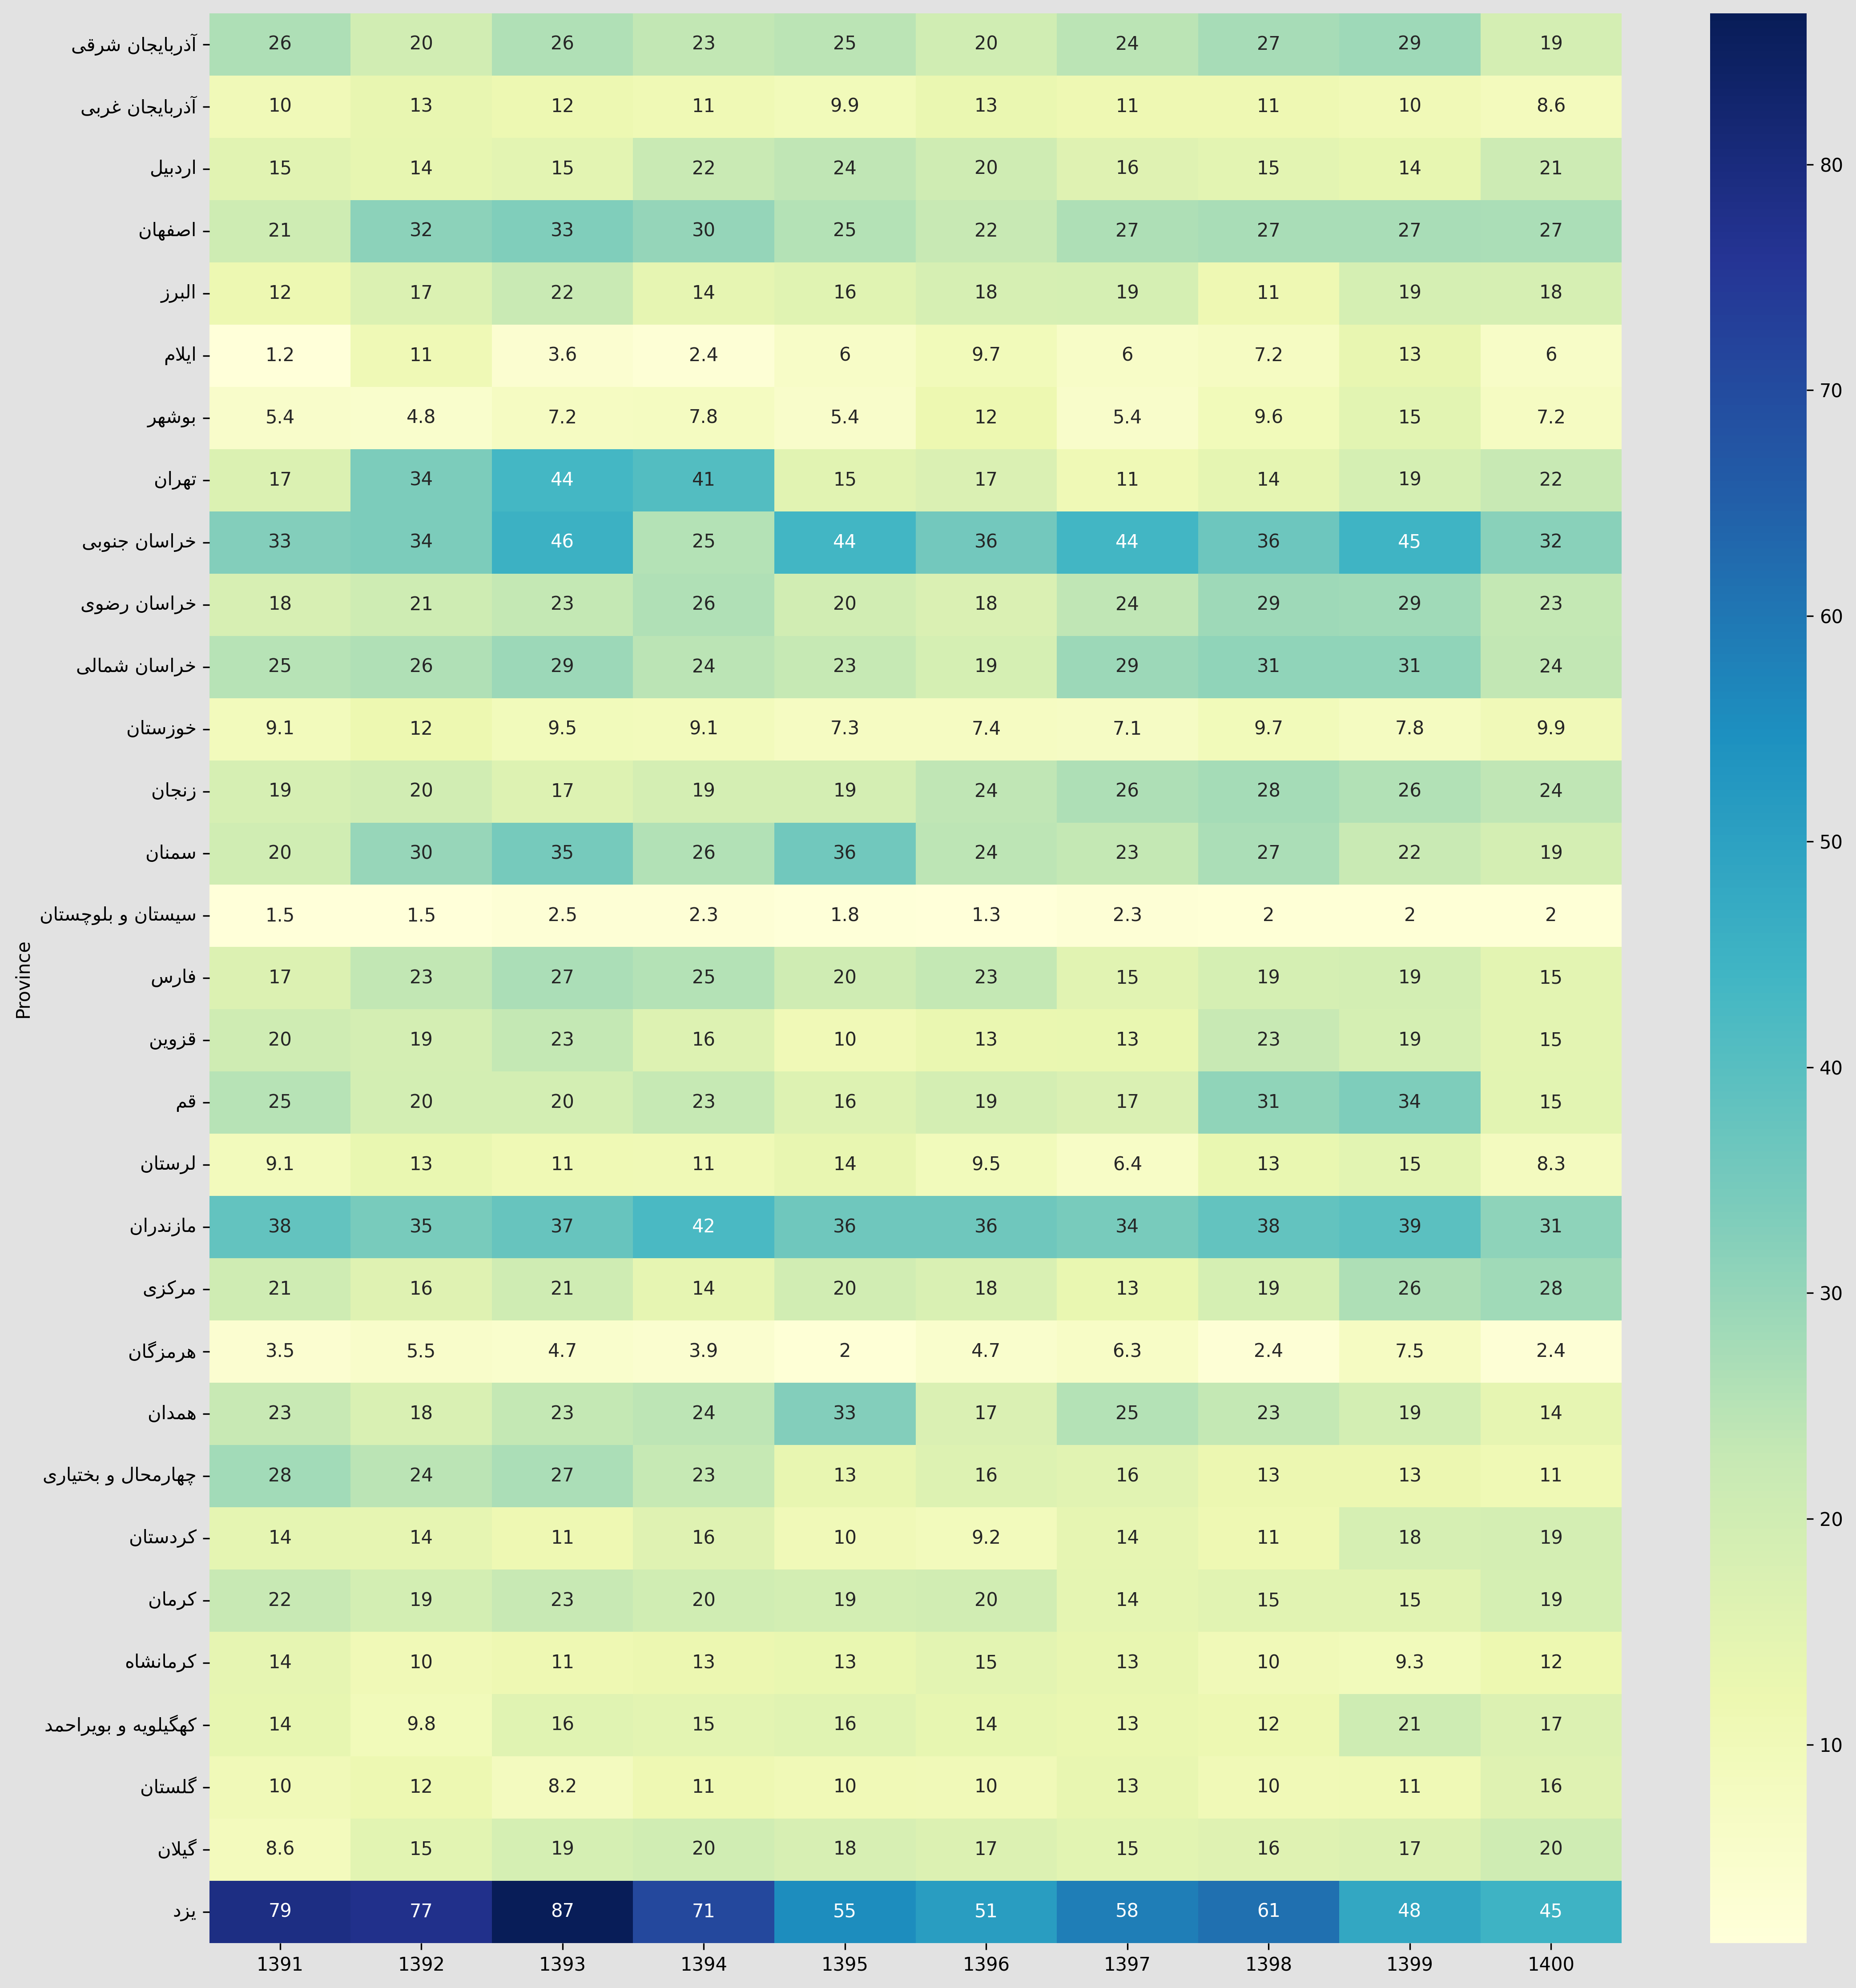 آذربایجان شرقی 26 20 26 23 25 20 24 27 29 19
آذربایجان غربی 10 13 12 11 9.9 13 11 11 10 8.6
اردبیل 15 14 15 22 24 20 16 15 14 21
اصفهان 21 32 33 30 25 22 27 27 27 27
البرز 12 17 22 14 16 18 19 11 19 18
ایلام 1.2 11 3.6 2.4 6 9.7 6 7.2 13 6
بوشهر 5.4 4.8 7.2 7.8 5.4 12 5.4 9.6 15 7.2
تهران 17 34 44 41 15 17 11 14 19 22
خراسان جنوبی 33 34 46 25 44 36 44 36 45 32
خراسان رضوی 18 21 23 26 20 18 24 29 29 23
خراسان شمالی 25 26 29 24 23 19 29 31 31 24
خوزستان 9.1 12 9.5 9.1 7.3 7.4 7.1 9.7 7.8 9.9
زنجان 19 20 17 19 19 24 26 28 26 24
سمنان 20 30 35 26 36 24 23 27 22 19
سیستان و بلوچستان 1.5 1.5 2.5 2.3 1.8 1.3 2.3 2 2 2
فارس 17 23 27 25 20 23 15 19 19 15
قزوین 20 19 23 16 10 13 13 23 19 15
قم 25 20 20 23 16 19 17 31 34 15
لرستان 9.1 13 11 11 14 9.5 6.4 13 15 8.3
مازندران 38 35 37 42 36 36 34 38 39 31
مرکزی 21 16 21 14 20 18 13 19 26 28
هرمزگان 3.5 5.5 4.7 3.9 2 4.7 6.3 2.4 7.5 2.4
همدان 23 18 23 24 33 17 25 23 19 14
چهارمحال و بختیاری 28 24 27 23 13 16 16 13 13 11
کردستان 14 14 11 16 10 9.2 14 11 18 19
کرمان 22 19 23 20 19 20 14 15 15 19
کرمانشاه 14 10 11 13 13 15 13 10 9.3 12
کهگیلویه و بویراحمد 14 9.8 16 15 16 14 13 12 21 17
گلستان 10 12 8.2 11 10 10 13 10 11 16
گیلان 8.6 15 19 20 18 17 15 16 17 20
یزد 79 77 87 71 55 51 58 61 48 45
1391 1392 1393 1394 1395 1396 1397 1398 1399 1400
Province
80
70
60
50
40
30
20
10